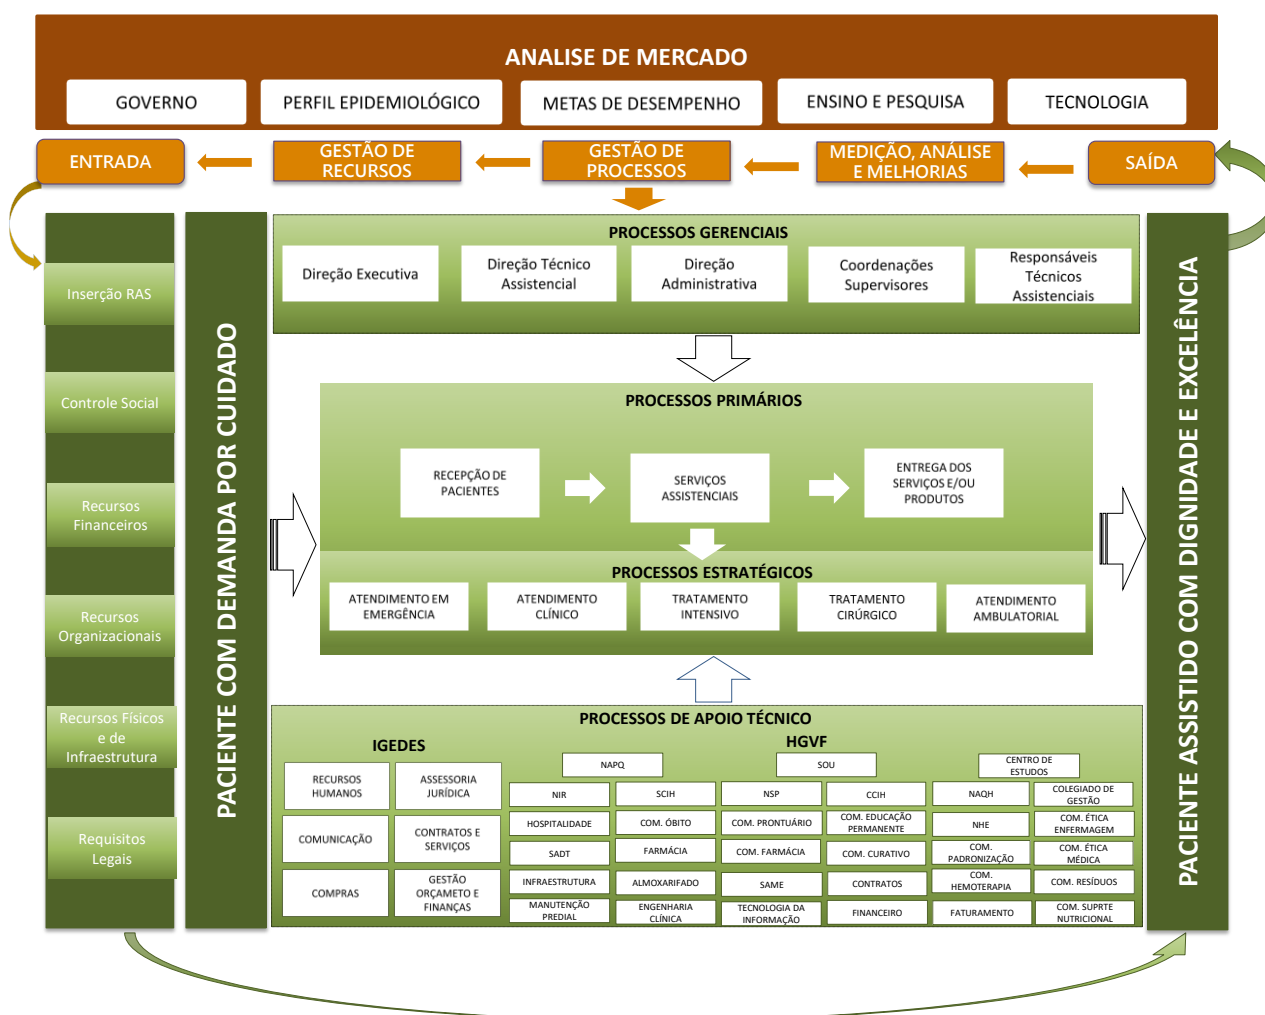 ANALISE DE MERCADO
GOVERNO
PERFIL EPIDEMIOLÓGICO
METAS DE DESEMPENHO
ENSINO E PESQUISA
TECNOLOGIA
ENTRADA
GESTÃO DE
RECURSOS
GESTÃO DE
PROCESSOS
MEDIÇÃO, ANÁLISE
E MELHORIAS
SAÍDA
Inserção RAS
Controle Social
Recursos
Financeiros
Recursos
Organizacionais
Recursos Físicos
e de
Infraestrutura
Requisitos
Legais
PACIENTE COM DEMANDA POR CUIDADO
PROCESSOS GERENCIAIS
Direção Executiva
Direção Técnico
Assistencial
Direção
Administrativa
Coordenações
Supervisores
Responsáveis
Técnicos
Assistenciais
PROCESSOS PRIMÁRIOS
RECEPÇÃO DE
PACIENTES
SERVIÇOS
ASSISTENCIAIS
ENTREGA DOS
SERVIÇOS E/OU
PRODUTOS
PROCESSOS ESTRATÉGICOS
ATENDIMENTO EM
EMERGÊNCIA
ATENDIMENTO
CLÍNICO
TRATAMENTO
INTENSIVO
TRATAMENTO
CIRÚRGICO
ATENDIMENTO
AMBULATORIAL
PROCESSOS DE APOIO TÉCNICO
IGEDES
RECURSOS
HUMANOS
ASSESSORIA
JURÍDICA
COMUNICAÇÃO
CONTRATOS E
SERVIÇOS
COMPRAS
GESTÃO
ORÇAMETO E
FINANÇAS
HGVF
NAPQ
SOU
CENTRO DE
ESTUDOS
NIR
SCIH
NSP
CCIH
NAQH
COLEGIADO DE
GESTÃO
HOSPITALIDADE
COM. ÓBITO
COM. PRONTUÁRIO
COM. EDUCAÇÃO
PERMANENTE
NHE
COM. ÉTICA
ENFERMAGEM
SADT
FARMÁCIA
COM. FARMÁCIA
COM. CURATIVO
COM.
PADRONIZAÇÃO
COM. ÉTICA
MÉDICA
INFRAESTRUTURA
ALMOXARIFADO
SAME
CONTRATOS
COM.
HEMOTERAPIA
COM. RESÍDUOS
MANUTENÇÃO
PREDIAL
ENGENHARIA
CLÍNICA
TECNOLOGIA DA
INFORMAÇÃO
FINANCEIRO
FATURAMENTO
COM. SUPRTE
NUTRICIONAL
PACIENTE ASSISTIDO COM DIGNIDADE E EXCELÊNCIA